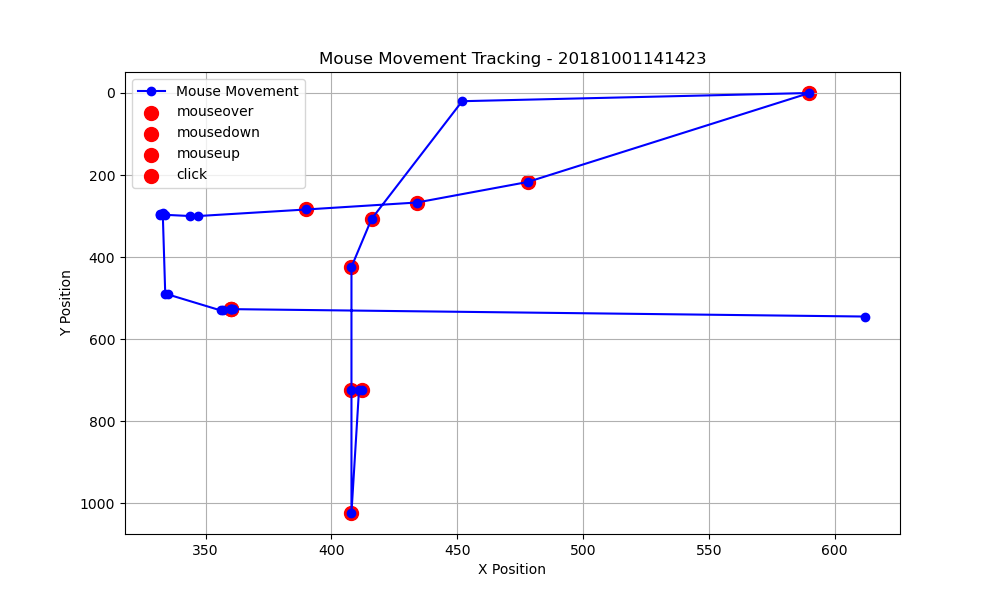 Mouse Movement Tracking - 20181001141423
Mouse Movement
mouseover
mousedown
mouseup
click
0
200
400
600
800
1000
Y Position
350
400
450
500
550
600
X Position